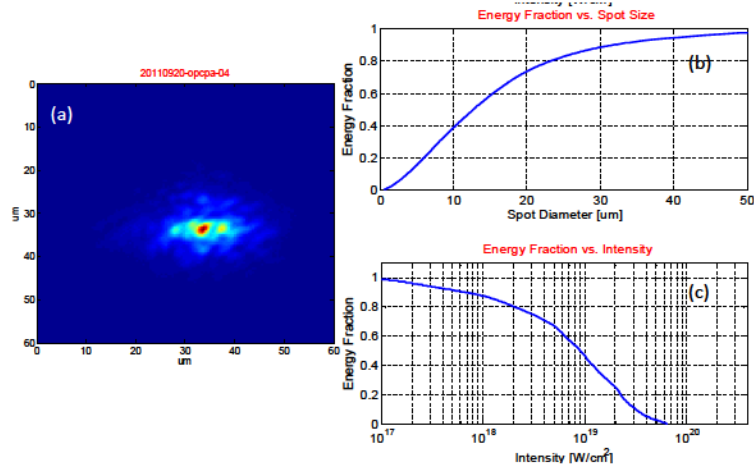 20110920-opcpa-04
(a)
0
10
20
30
40
50
60
um
0 10 20 30 40 50 60
um
Energy Fraction vs. Spot Size
(b)
1
0.8
0.6
0.4
0.2
0
Energy Fraction
0 10 20 30 40 50
Spot Diameter [um]
Energy Fraction vs. Intensity
(c)
1
0.8
0.6
0.4
0.2
0
Energy Fraction
10^17 10^18 10^19 10^20
Intensity [W/cm^2]